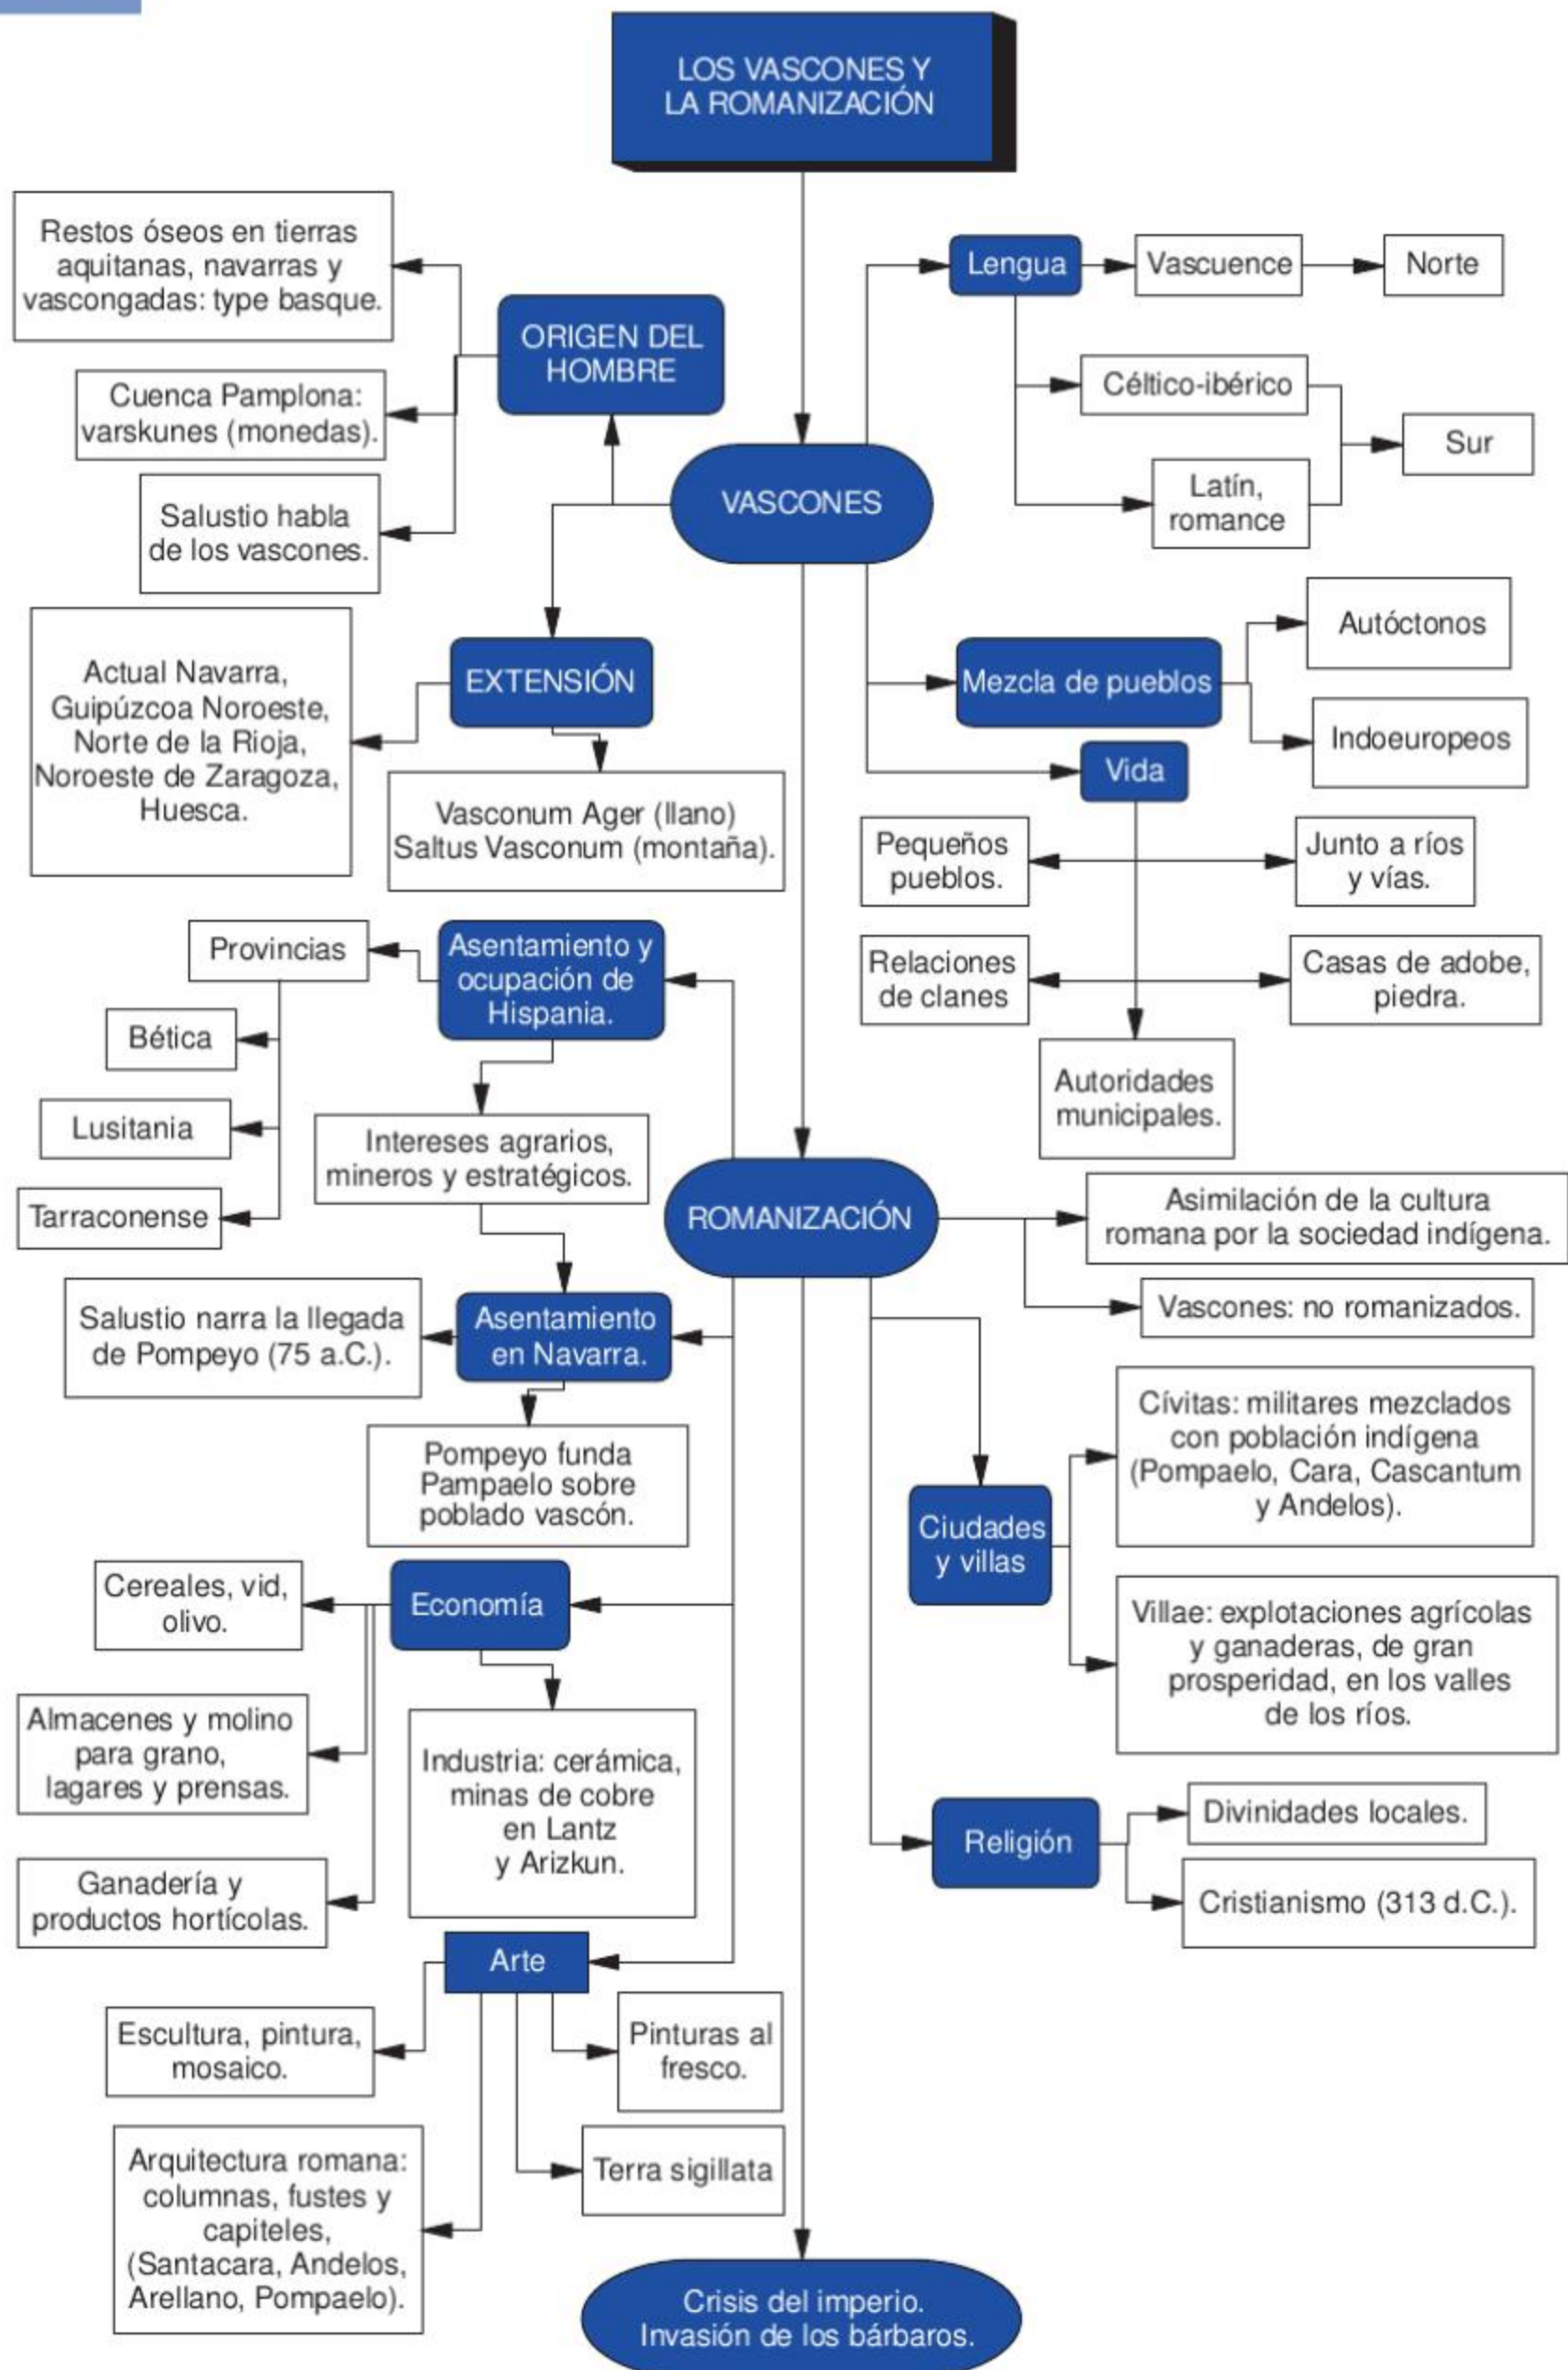 LOS VASCONES Y
LA ROMANIZACIÓN
Restos óseos en tierras
aquitanas, navarras y
vascongadas: type basque.
ORIGEN DEL
HOMBRE
Cuenca Pamplona:
varskunes (monedas).
Salustio habla
de los vascones.
Lengua
Vascuence
Norte
Céltico-ibérico
Latín,
romance
Sur
VASCONES
EXTENSIÓN
Actual Navarra,
Guipúzcoa Noroeste,
Norte de la Rioja,
Noroeste de Zaragoza,
Huesca.
Vasconum Ager (llano)
Saltus Vasconum (montaña).
Mezcla de pueblos
Autóctonos
Indoeuropeos
Vida
Pequeños
pueblos.
Junto a ríos
y vías.
Relaciones
de clanes
Casas de adobe,
piedra.
Autoridades
municipales.
Asentamiento y
ocupación de
Hispania.
Provincias
Bética
Lusitania
Tarraconense
Intereses agrarios,
mineros y estratégicos.
ROMANIZACIÓN
Asimilación de la cultura
romana por la sociedad indígena.
Vascones: no romanizados.
Asentamiento
en Navarra.
Salustio narra la llegada
de Pompeyo (75 a.C.).
Pompeyo funda
Pampaelo sobre
poblado vascón.
Ciudades
y villas
Cívitas: militares mezclados
con población indígena
(Pompaelo, Cara, Cascantum
y Andelos).
Villae: explotaciones agrícolas
y ganaderas, de gran
prosperidad, en los valles
de los ríos.
Economía
Cereales, vid,
olivo.
Almacenes y molino
para grano,
lagares y prensas.
Ganadería y
productos hortícolas.
Industria: cerámica,
minas de cobre
en Lantz
y Arizkun.
Religión
Divinidades locales.
Cristianismo (313 d.C.).
Arte
Escultura, pintura,
mosaico.
Pinturas al
fresco.
Arquitectura romana:
columnas, fustes y
capiteles,
(Santacara, Andelos,
Arellano, Pompaelo).
Terra sigillata
Crisis del imperio.
Invasión de los bárbaros.